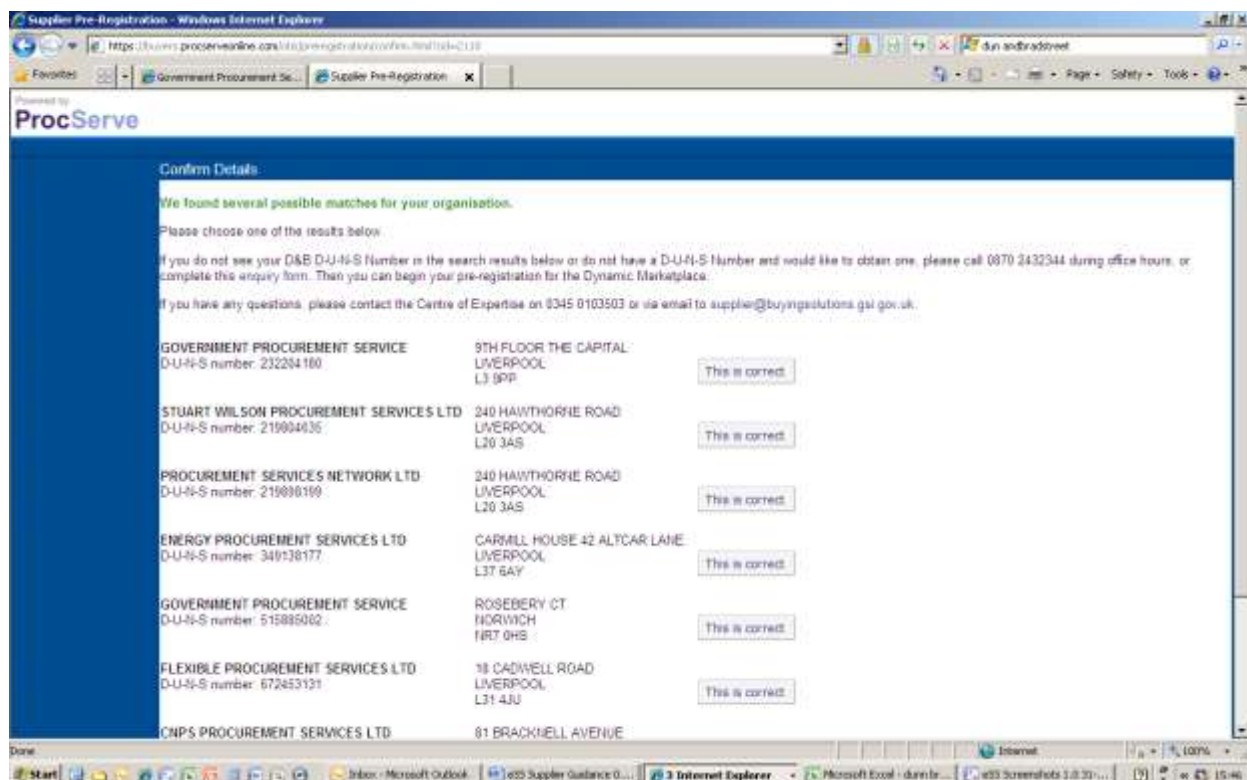 Supplier Pre-Registration - Windows Internet Explorer
dun andbradstreet
Favorites
Government Procurement Se...
Supplier Pre-Registration
Page
Safety
Tools
Powered by
ProcServe
Confirm Details
We found several possible matches for your organisation.
Please choose one of the results below
If you do not see your D&B D-U-N-S Number in the search results below or do not have a D-U-N-S Number and would like to obtain one, please call 0870 2432344 during office hours, or
complete this enquiry form. Then you can begin your pre-registration for the Dynamic Marketplace.
If you have any questions, please contact the Centre of Expertise on 0345 0103503 or via email to supplier@buyingsolutions.gsi.gov.uk.
GOVERNMENT PROCUREMENT SERVICE
D-U-N-S number:
9TH FLOOR THE CAPITAL
LIVERPOOL
L3 9PP
This is correct
STUART WILSON PROCUREMENT SERVICES LTD
D-U-N-S number:
240 HAWTHORNE ROAD
LIVERPOOL
L20 3AS
This is correct
PROCUREMENT SERVICES NETWORK LTD
D-U-N-S number:
240 HAWTHORNE ROAD
LIVERPOOL
L20 3AS
This is correct
ENERGY PROCUREMENT SERVICES LTD
D-U-N-S number: 349138177
CARMILL HOUSE 42 ALTCAR LANE
LIVERPOOL
L37 6AY
This is correct
GOVERNMENT PROCUREMENT SERVICE
D-U-N-S number:
ROSEBERY CT
NORWICH
NR7 0HS
This is correct
FLEXIBLE PROCUREMENT SERVICES LTD
D-U-N-S number: 672453131
18 CADWELL ROAD
LIVERPOOL
L31 4JU
This is correct
CNPS PROCUREMENT SERVICES LTD
81 BRACKNELL AVENUE
Done
Internet
100%
Start
Inbox - Microsoft Outlook
e55 Supplier Guidance 0....
3 Internet Explorer
Microsoft Excel - dunn br...